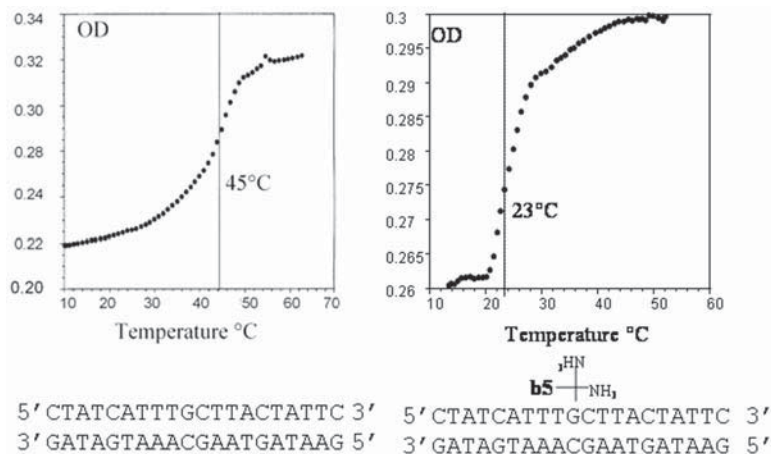 0.34
OD
0.32
0.30
0.28
0.26
0.24
0.22
0.20
45°C
10 20 30 40 50 60 70
Temperature °C
0.3
OD
0.295
0.29
0.285
0.28
0.275
0.27
0.265
0.26
23°C
10 20 30 40 50 60
Temperature °C
5'CTATCATTTGCTTACTATTC 3'
3'GATAGTAAACGAATGATAAG 5'
₃HN
b5 NH₃
5'CTATCATTTGCTTACTATTC 3'
3'GATAGTAAACGAATGATAAG 5'